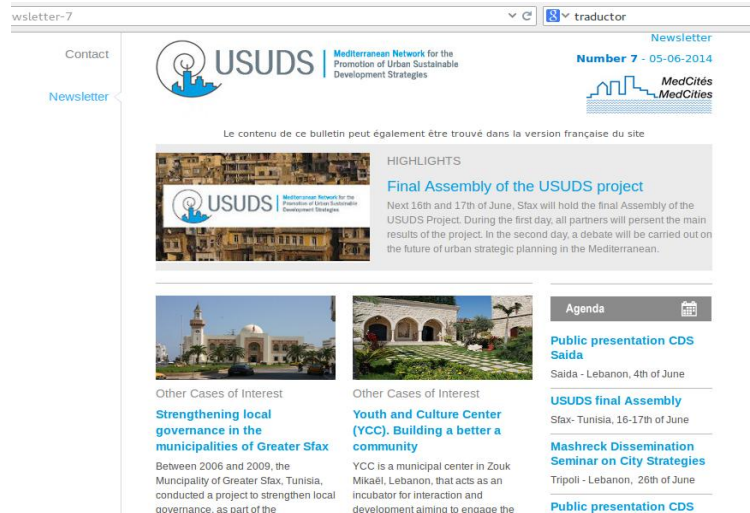 wsletter-7
traductor
Contact
Newsletter
USUDS
Mediterranean Network for the
Promotion of Urban Sustainable
Development Strategies
Newsletter
Number 7 - 05-06-2014
MedCités
MedCities
Le contenu de ce bulletin peut également être trouvé dans la version française du site
USUDS
Mediterranean Network for the
Promotion of Urban Sustainable
Development Strategies
HIGHLIGHTS
Final Assembly of the USUDS project
Next 16th and 17th of June, Sfax will hold the final Assembly of the
USUDS Project. During the first day, all partners will persent the main
results of the project. In the second day, a debate will be carried out on
the future of urban strategic planning in the Mediterranean.
Other Cases of Interest
Strengthening local
governance in the
municipalities of Greater Sfax
Between 2006 and 2009, the
Muncipality of Greater Sfax, Tunisia,
conducted a project to strengthen local
governance, as part of the
Other Cases of Interest
Youth and Culture Center
(YCC). Building a better a
community
YCC is a municipal center in Zouk
Mikaël, Lebanon, that acts as an
incubator for interaction and
development aiming to engage the
Agenda
Public presentation CDS
Saida
Saida - Lebanon, 4th of June
USUDS final Assembly
Sfax- Tunisia, 16-17th of June
Mashreck Dissemination
Seminar on City Strategies
Tripoli - Lebanon, 26th of June
Public presentation CDS